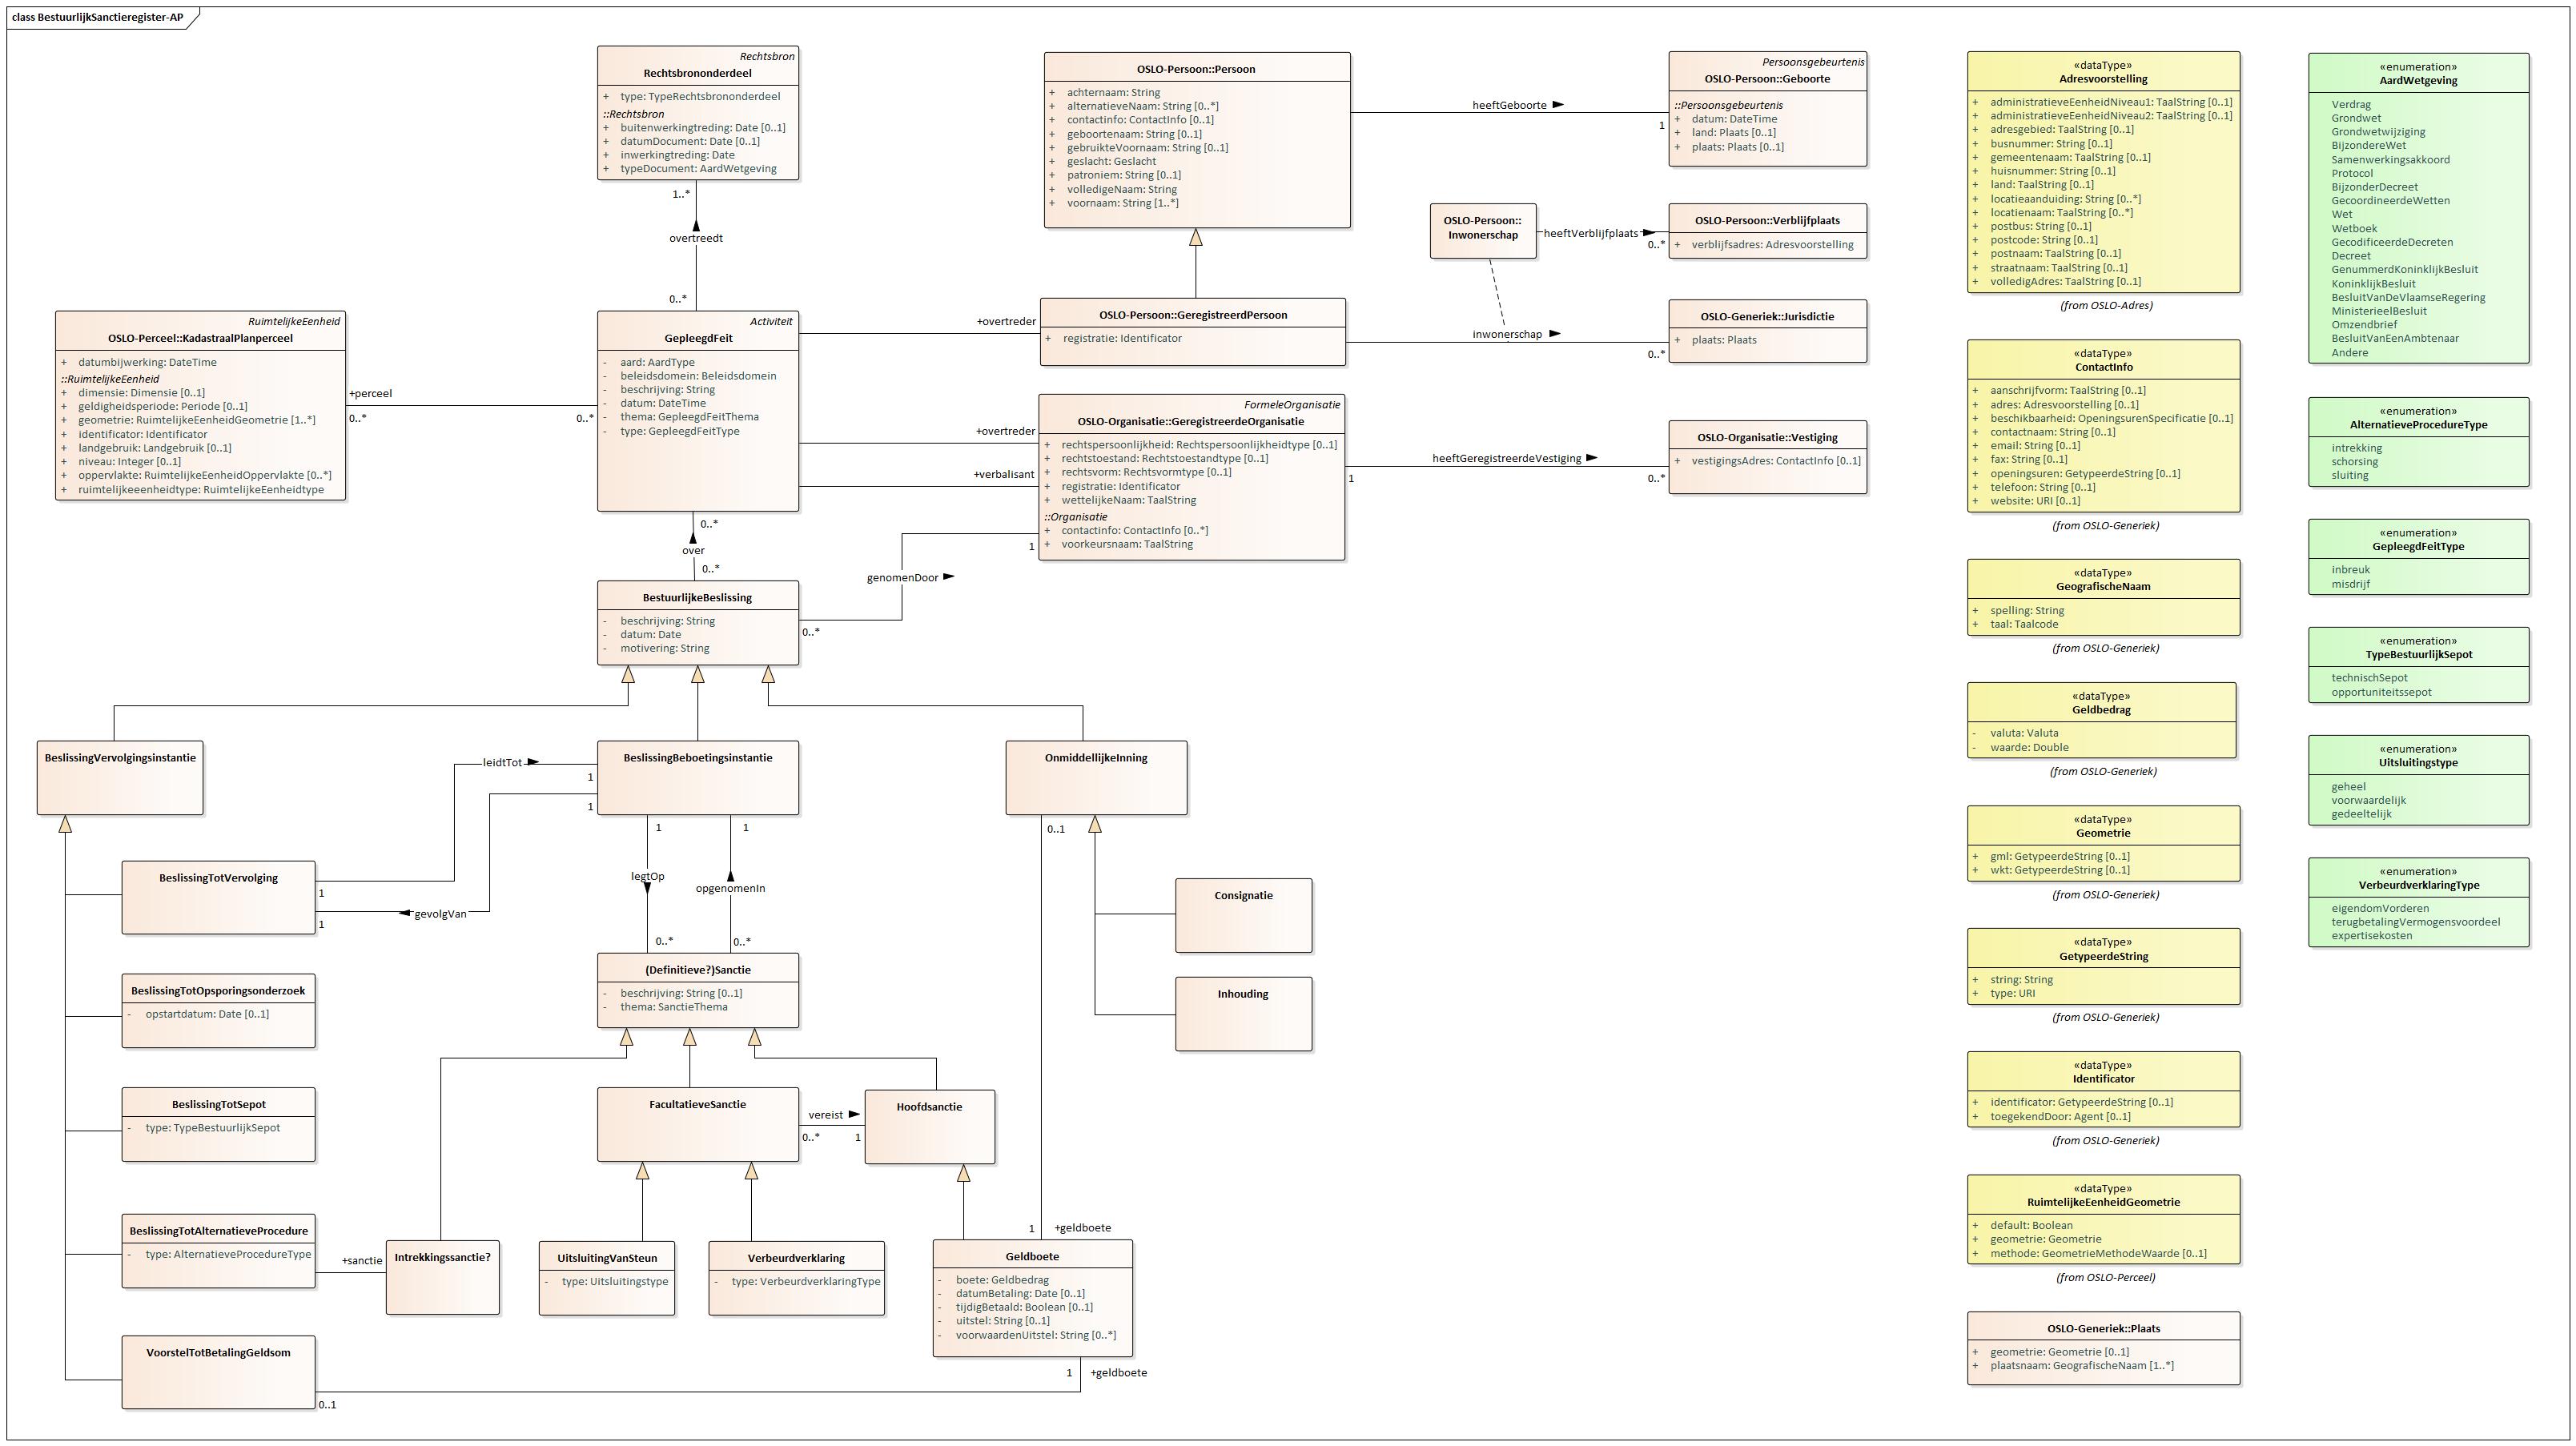 class BestuurlijkSanctieregister-AP
Rechtsbron
Rechtsbrononderdeel
+ type: TypeRechtsbrononderdeel
::Rechtsbron
+ buitenwerkingtreding: Date [0..1]
+ datumDocument: Date [0..1]
+ inwerkingtreding: Date
+ typeDocument: AardWetgeving
1..*
overtreedt
0..*
OSLO-Persoon::Persoon
+ achternaam: String
+ alternatieveNaam: String [0..*]
+ contactinfo: ContactInfo [0..1]
+ geboortenaam: String [0..1]
+ gebruikteVoornaam: String [0..1]
+ geslacht: Geslacht
+ patroniem: String [0..1]
+ volledigeNaam: String
+ voornaam: String [1..*]
heeftGeboorte
1
Persoonsgebeurtenis
OSLO-Persoon::Geboorte
::Persoonsgebeurtenis
+ datum: DateTime
+ land: Plaats [0..1]
+ plaats: Plaats [0..1]
OSLO-Persoon::
Inwonerschap
heeftVerblijfplaats
0..*
OSLO-Persoon::Verblijfplaats
+ verblijfsadres: Adresvoorstelling
OSLO-Persoon::GeregistreerdPersoon
+ registratie: Identificator
inwonerschap
0..*
OSLO-Generiek::Jurisdictie
+ plaats: Plaats
RuimtelijkeEenheid
OSLO-Perceel::KadastraalPlanperceel
+ datumbijwerking: DateTime
::RuimtelijkeEenheid
+ dimensie: Dimensie [0..1]
+ geldigheidsperiode: Periode [0..1]
+ geometrie: RuimtelijkeEenheidGeometrie [1..*]
+ identificator: Identificator
+ landgebruik: Landgebruik [0..1]
+ niveau: Integer [0..1]
+ oppervlakte: RuimtelijkeEenheidOppervlakte [0..*]
+ ruimtelijkeeenheidtype: RuimtelijkeEenheidtype
+perceel
0..*
0..*
Activiteit
GepleegdFeit
- aard: AardType
- beleidsdomein: Beleidsdomein
- beschrijving: String
- datum: DateTime
- thema: GepleegdFeitThema
- type: GepleegdFeitType
+overtreder
+overtreder
+verbalisant
FormeleOrganisatie
OSLO-Organisatie::GeregistreerdeOrganisatie
+ rechtspersoonlijkheid: Rechtspersoonlijkheidtype [0..1]
+ rechtstoestand: Rechtstoestandtype [0..1]
+ rechtsvorm: Rechtsvormtype [0..1]
+ registratie: Identificator
+ wettelijkeNaam: TaalString
::Organisatie
+ contactinfo: ContactInfo [0..*]
+ voorkeursnaam: TaalString
heeftGeregistreerdeVestiging
1
0..*
OSLO-Organisatie::Vestiging
+ vestigingsAdres: ContactInfo [0..1]
0..*
over
0..*
genomenDoor
1
0..*
BestuurlijkeBeslissing
- beschrijving: String
- datum: Date
- motivering: String
BeslissingVervolgingsinstantie
leidtTot
1
1
BeslissingBeboetingsinstantie
OnmiddellijkeInning
BeslissingTotVervolging
1
gevolgVan
1
1
legtOp
0..*
1
opgenomenIn
0..*
0..1
Consignatie
Inhouding
BeslissingTotOpsporingsonderzoek
- opstartdatum: Date [0..1]
(Definitieve?)Sanctie
- beschrijving: String [0..1]
- thema: SanctieThema
BeslissingTotSepot
- type: TypeBestuurlijkSepot
FacultatieveSanctie
vereist
0..*
1
Hoofdsanctie
BeslissingTotAlternatieveProcedure
- type: AlternatieveProcedureType
+sanctie
Intrekkingssanctie?
UitsluitingVanSteun
- type: Uitsluitingstype
Verbeurdverklaring
- type: VerbeurdverklaringType
1
+geldboete
Geldboete
- boete: Geldbedrag
- datumBetaling: Date [0..1]
- tijdigBetaald: Boolean [0..1]
- uitstel: String [0..1]
- voorwaardenUitstel: String [0..*]
1
+geldboete
VoorstelTotBetalingGeldsom
0..1
«dataType»
Adresvoorstelling
+ administratieveEenheidNiveau1: TaalString [0..1]
+ administratieveEenheidNiveau2: TaalString [0..1]
+ adresgebied: TaalString [0..1]
+ busnummer: String [0..1]
+ gemeentenaam: TaalString [0..1]
+ huisnummer: String [0..1]
+ land: TaalString [0..1]
+ locatieaanduiding: String [0..*]
+ locatienaam: TaalString [0..*]
+ postbus: String [0..1]
+ postcode: String [0..1]
+ postnaam: TaalString [0..1]
+ straatnaam: TaalString [0..1]
+ volledigAdres: TaalString [0..1]
(from OSLO-Adres)
«dataType»
ContactInfo
+ aanschrijfvorm: TaalString [0..1]
+ adres: Adresvoorstelling [0..1]
+ beschikbaarheid: OpeningsurenSpecificatie [0..1]
+ contactnaam: String [0..1]
+ email: String [0..1]
+ fax: String [0..1]
+ openingsuren: GetypeerdeString [0..1]
+ telefoon: String [0..1]
+ website: URI [0..1]
(from OSLO-Generiek)
«dataType»
GeografischeNaam
+ spelling: String
+ taal: Taalcode
(from OSLO-Generiek)
«dataType»
Geldbedrag
- valuta: Valuta
- waarde: Double
(from OSLO-Generiek)
«dataType»
Geometrie
+ gml: GetypeerdeString [0..1]
+ wkt: GetypeerdeString [0..1]
(from OSLO-Generiek)
«dataType»
GetypeerdeString
+ string: String
+ type: URI
(from OSLO-Generiek)
«dataType»
Identificator
+ identificator: GetypeerdeString [0..1]
+ toegekendDoor: Agent [0..1]
(from OSLO-Generiek)
«dataType»
RuimtelijkeEenheidGeometrie
+ default: Boolean
+ geometrie: Geometrie
+ methode: GeometrieMethodeWaarde [0..1]
(from OSLO-Perceel)
OSLO-Generiek::Plaats
+ geometrie: Geometrie [0..1]
+ plaatsnaam: GeografischeNaam [1..*]
«enumeration»
AardWetgeving
Verdrag
Grondwet
Grondwetwijziging
BijzondereWet
Samenwerkingsakkoord
Protocol
BijzonderDecreet
GecoordineerdeWetten
Wet
Wetboek
GecodificeerdeDecreten
Decreet
GenummerdKoninklijkBesluit
KoninklijkBesluit
BesluitVanDeVlaamseRegering
MinisterieelBesluit
Omzendbrief
BesluitVanEenAmbtenaar
Andere
«enumeration»
AlternatieveProcedureType
intrekking
schorsing
sluiting
«enumeration»
GepleegdFeitType
inbreuk
misdrijf
«enumeration»
TypeBestuurlijkSepot
technischSepot
opportuniteitssepot
«enumeration»
Uitsluitingstype
geheel
voorwaardelijk
gedeeltelijk
«enumeration»
VerbeurdverklaringType
eigendomVorderen
terugbetalingVermogensvoordeel
expertisekosten